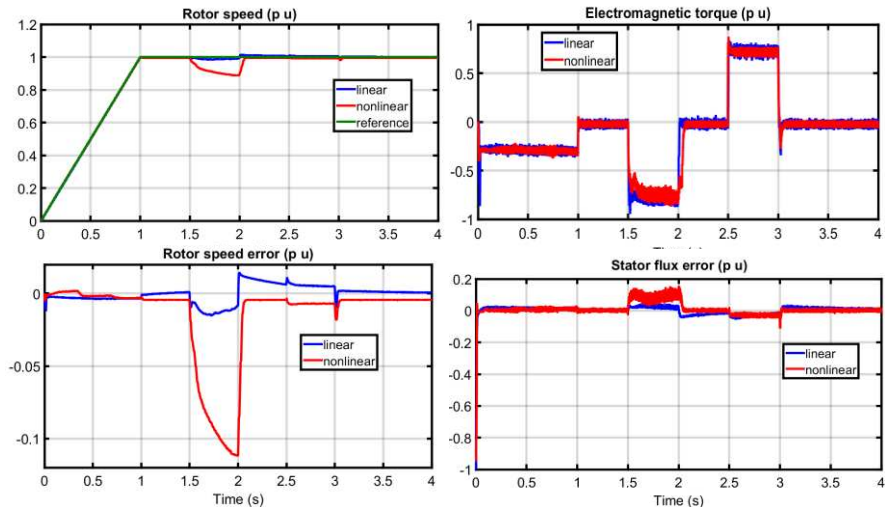 Rotor speed (p u)
1.2
1
0.8
0.6
0.4
0.2
0
linear
nonlinear
reference
0 0.5 1 1.5 2 2.5 3 3.5 4
Electromagnetic torque (p u)
1
0.5
0
-0.5
-1
linear
nonlinear
0 0.5 1 1.5 2 2.5 3 3.5 4
Rotor speed error (p u)
0
-0.05
-0.1
linear
nonlinear
0 0.5 1 1.5 2 2.5 3 3.5 4
Time (s)
Stator flux error (p u)
0.2
0
-0.2
-0.4
-0.6
-0.8
-1
linear
nonlinear
0 0.5 1 1.5 2 2.5 3 3.5 4
Time (s)